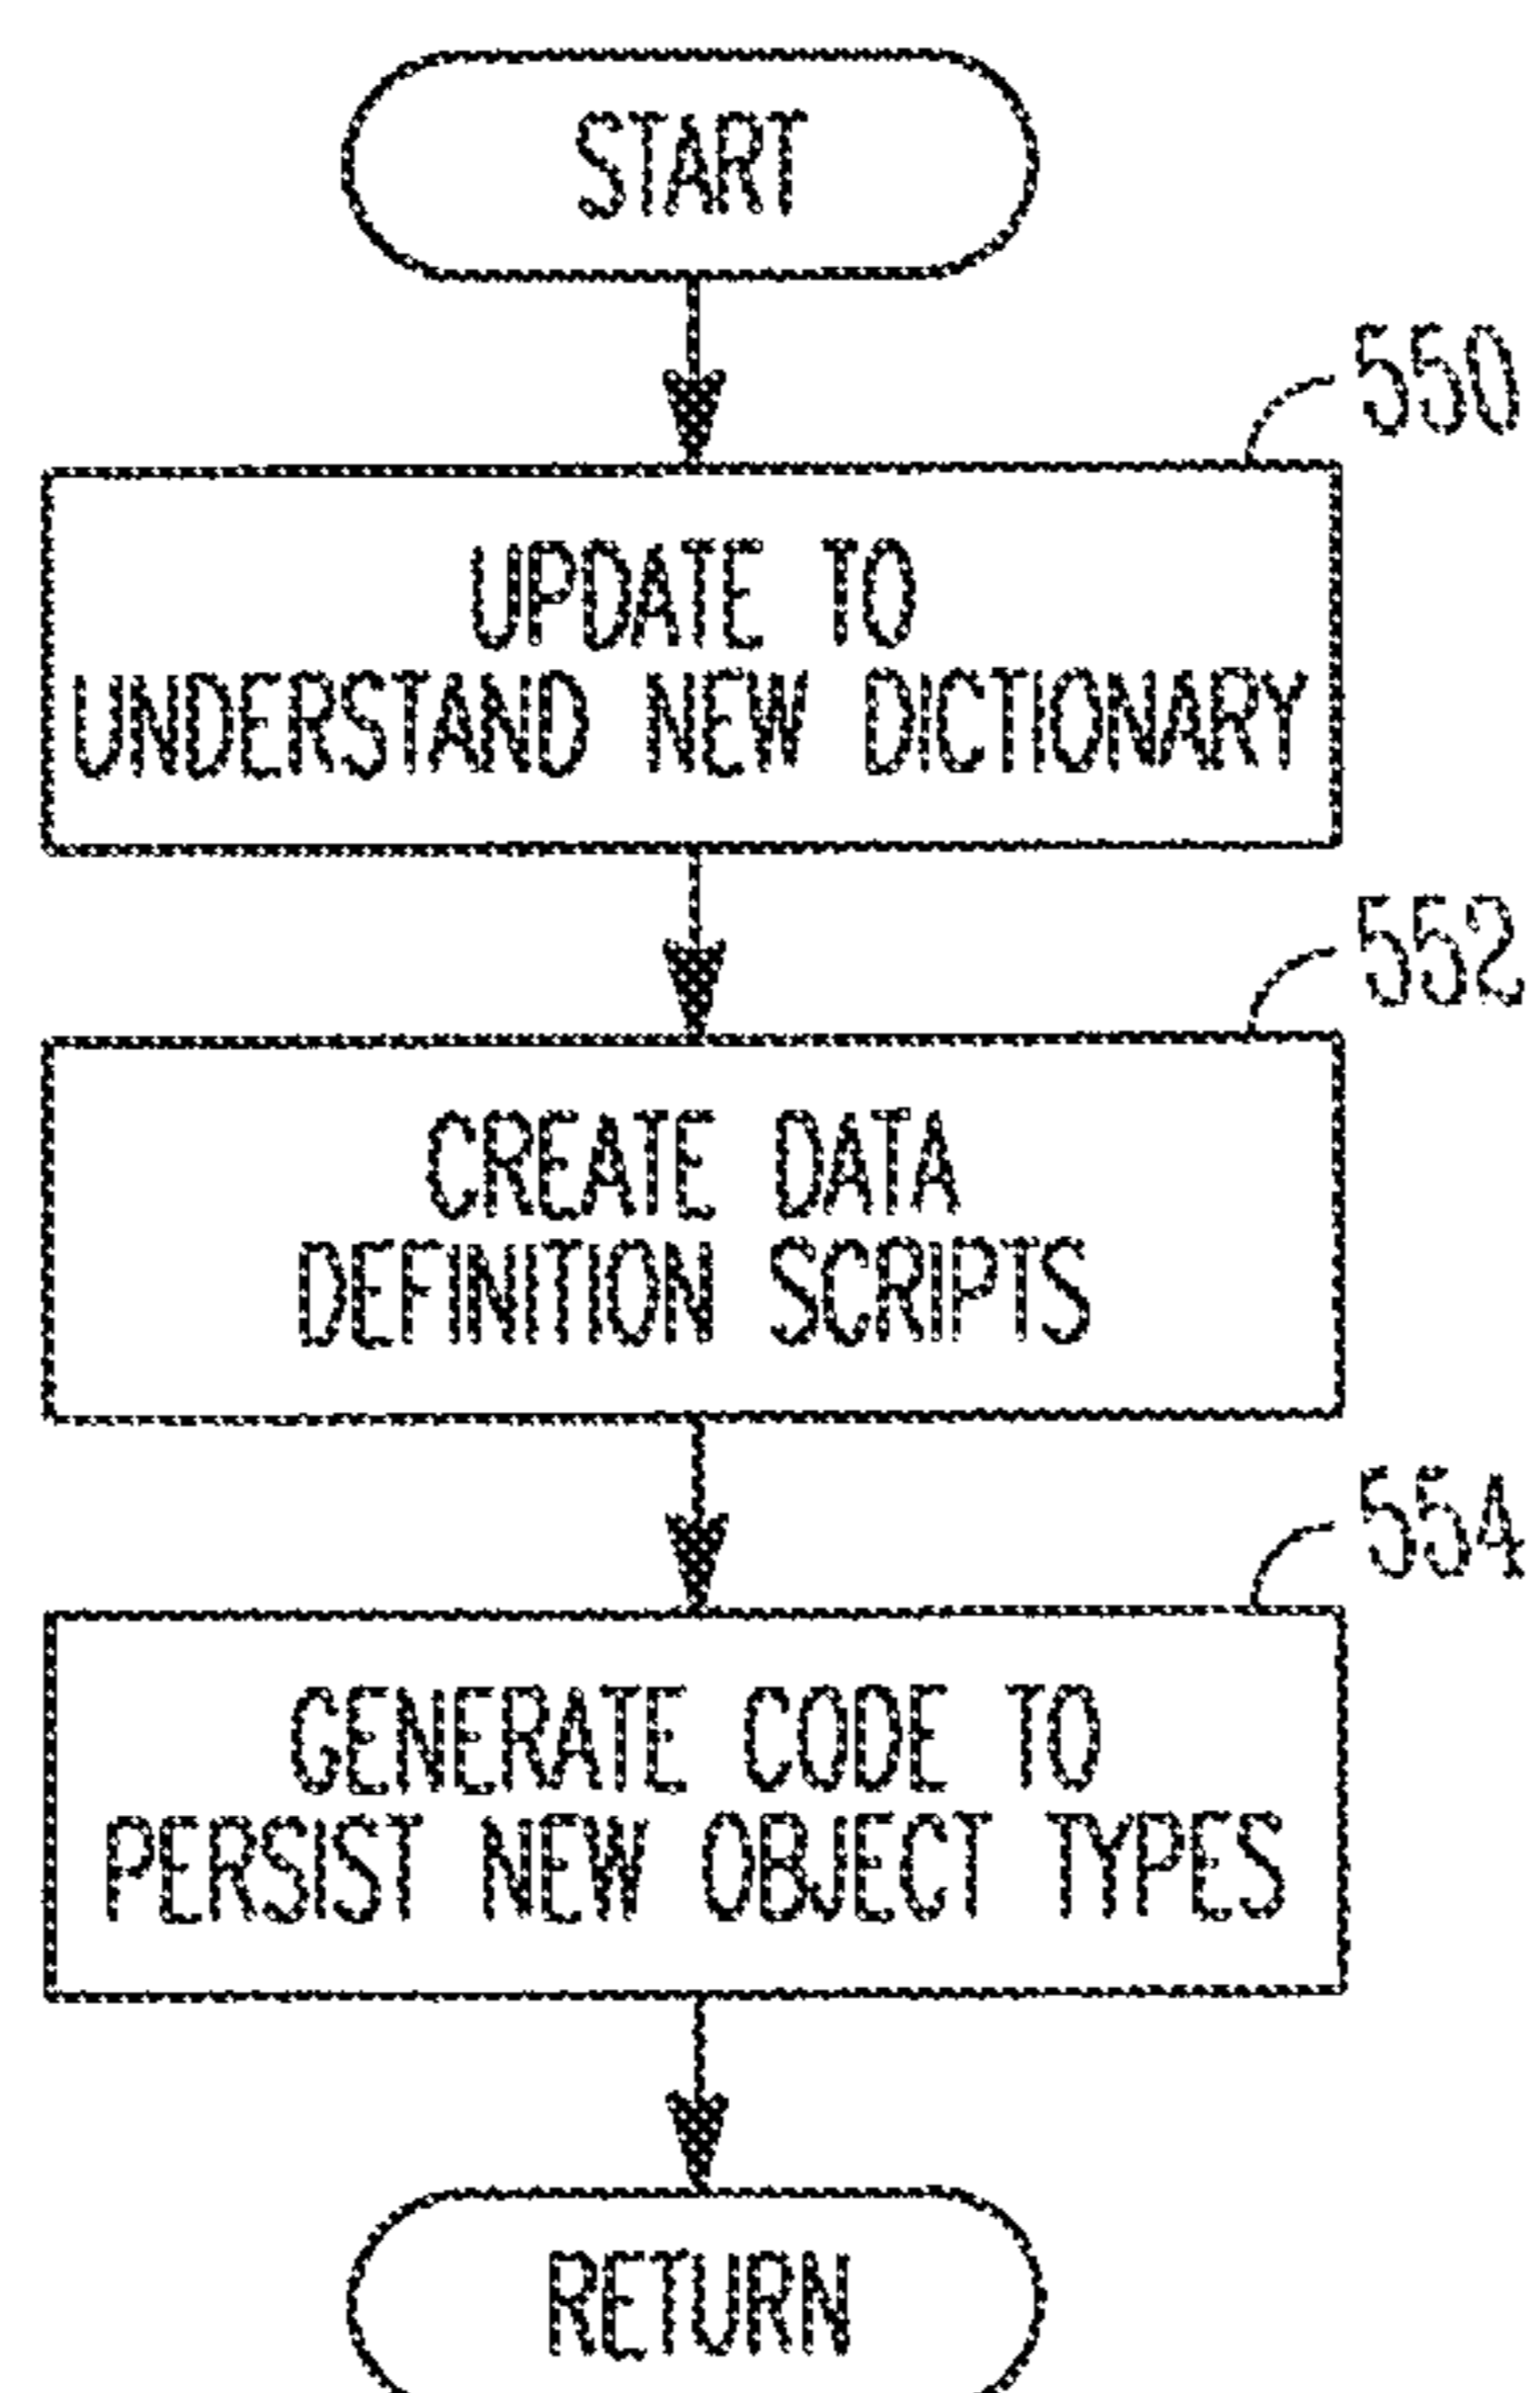 START
550
UPDATE TO
UNDERSTAND NEW DICTIONARY
552
CREATE DATA
DEFINITION SCRIPTS
554
GENERATE CODE TO
PERSIST NEW OBJECT TYPES
RETURN